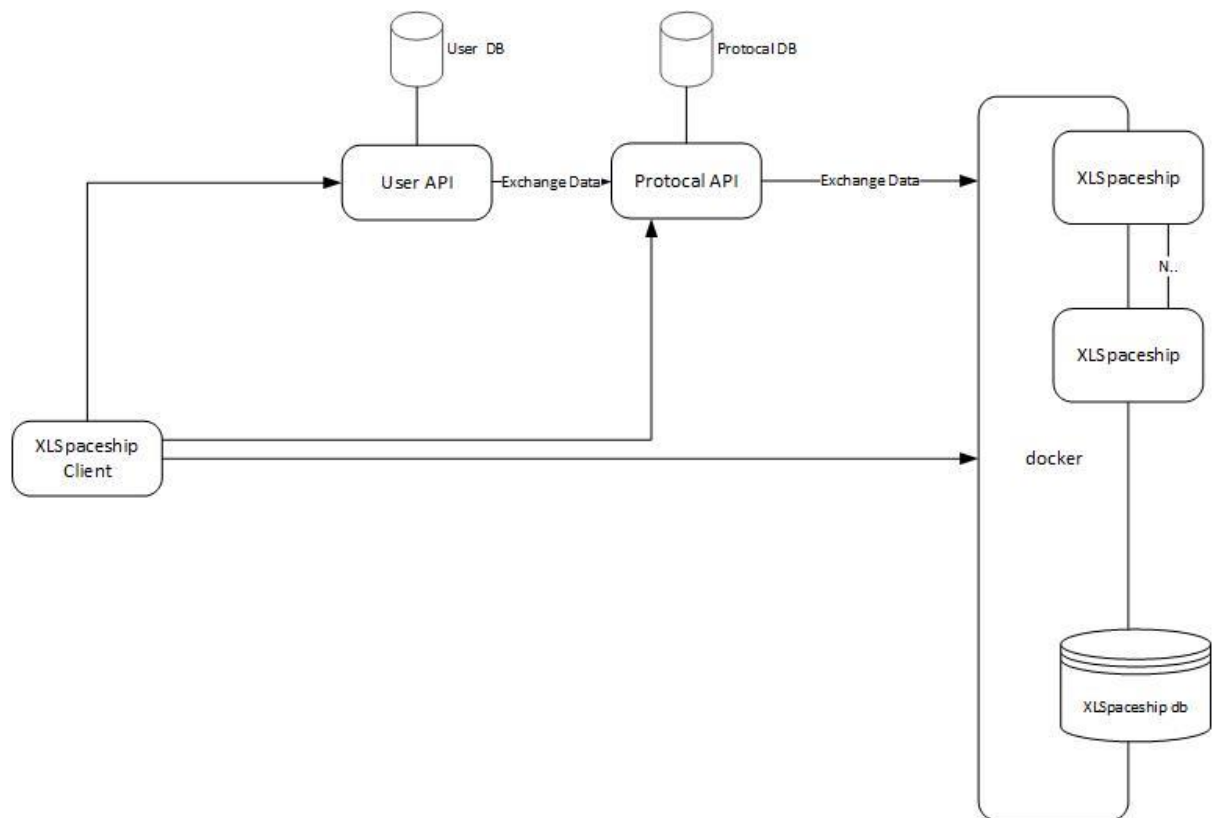 User DB
Protocal DB
User API
Exchange Data
Protocal API
Exchange Data
XLSpaceship
N..
XLSpaceship
XLSpaceship
Client
docker
XLSpaceship db